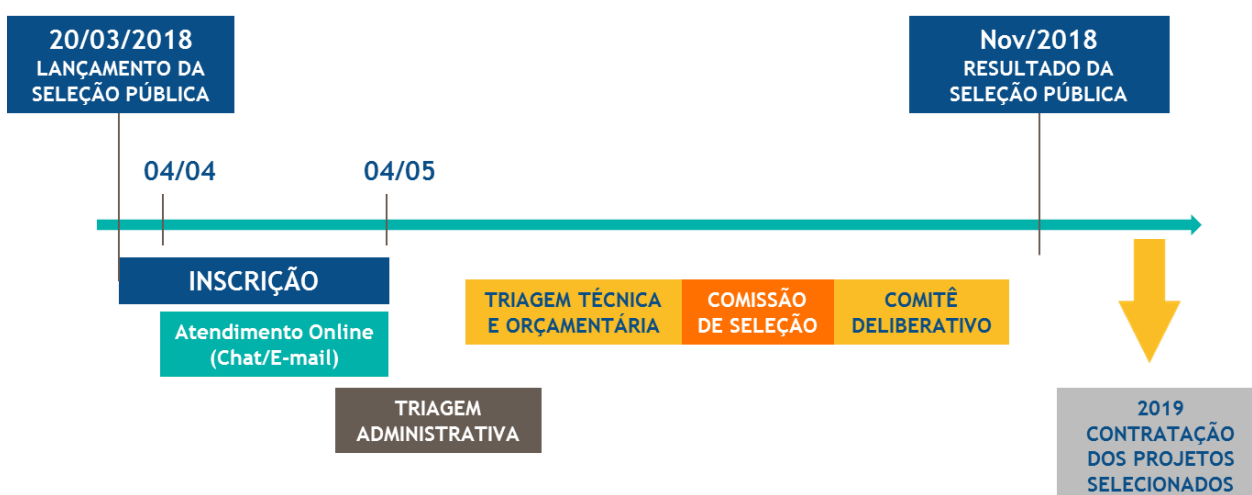 20/03/2018
LANÇAMENTO DA
SELEÇÃO PÚBLICA
Nov/2018
RESULTADO DA
SELEÇÃO PÚBLICA
04/04
04/05
INSCRIÇÃO
Atendimento Online
(Chat/E-mail)
TRIAGEM
ADMINISTRATIVA
TRIAGEM TÉCNICA
E ORÇAMENTÁRIA
COMISSÃO
DE SELEÇÃO
COMITÊ
DELIBERATIVO
2019
CONTRATAÇÃO
DOS PROJETOS
SELECIONADOS